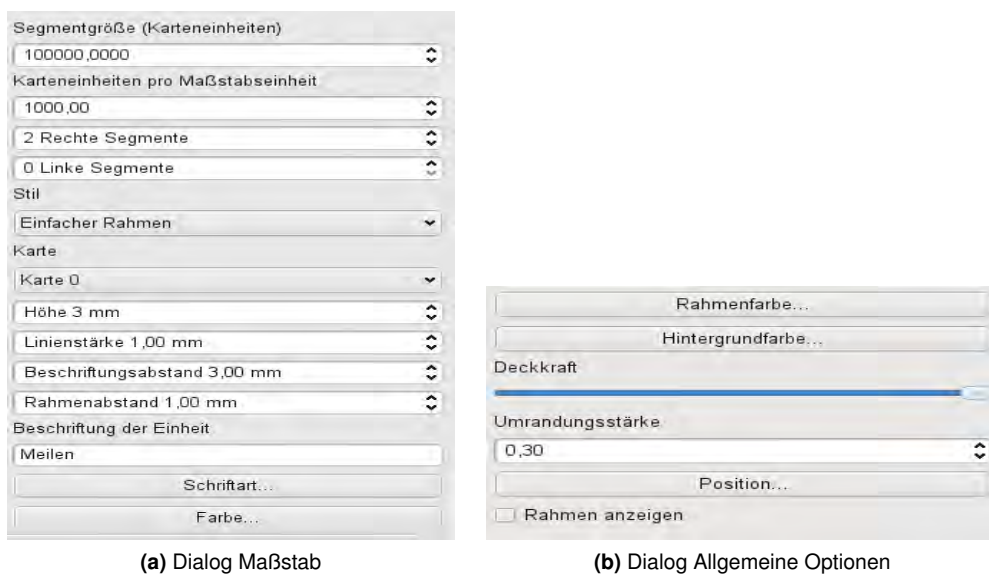 Segmentgröße (Karteneinheiten)
100000,0000
Karteneinheiten pro Maßstabseinheit
1000,00
2 Rechte Segmente
0 Linke Segmente
Stil
Einfacher Rahmen
Karte
Karte 0
Höhe 3 mm
Linienstärke 1,00 mm
Beschriftungsabstand 3,00 mm
Rahmenabstand 1,00 mm
Beschriftung der Einheit
Meilen
Schriftart...
Farbe...
(a) Dialog Maßstab
Rahmenfarbe...
Hintergrundfarbe...
Deckkraft
Umrandungsstärke
0,30
Position...
Rahmen anzeigen
(b) Dialog Allgemeine Optionen